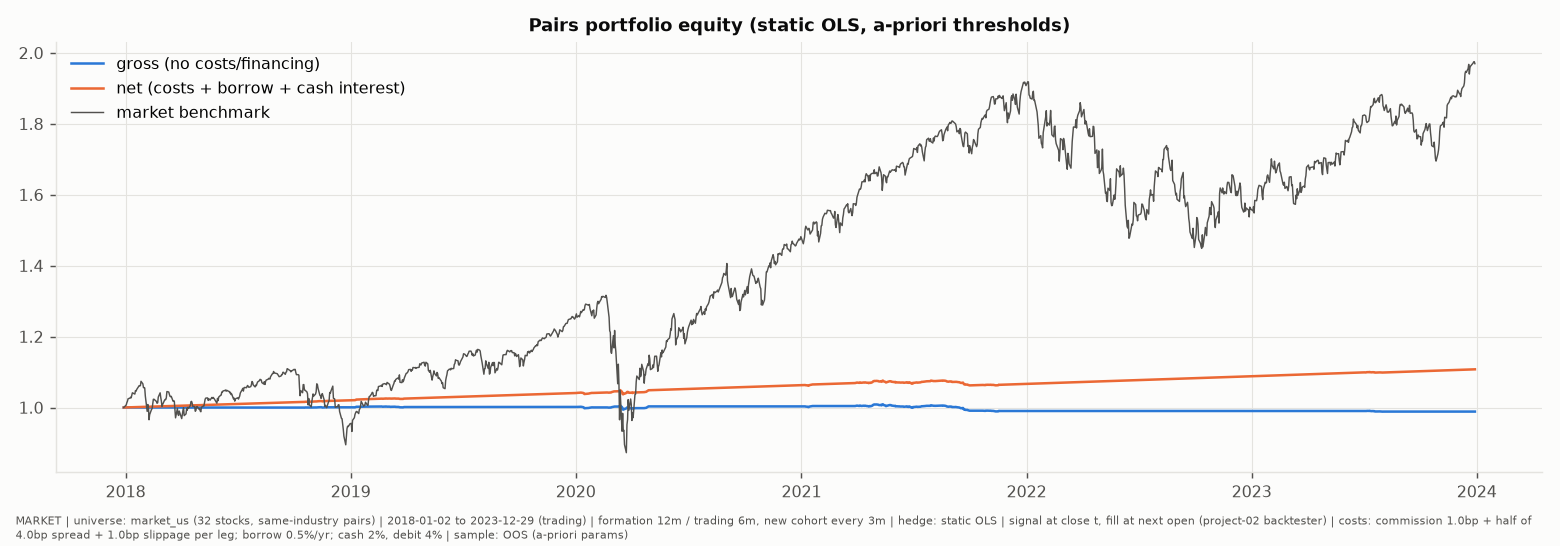 Pairs portfolio equity (static OLS, a-priori thresholds)
2.0
1.8
1.6
1.4
1.2
1.0
gross (no costs/financing)
net (costs + borrow + cash interest)
market benchmark
2018
2019
2020
2021
2022
2023
2024
MARKET | universe: market_us (32 stocks, same-industry pairs) | 2018-01-02 to 2023-12-29 (trading) | formation 12m / trading 6m, new cohort every 3m | hedge: static OLS | signal at close t, fill at next open (project-02 backtester) | costs: commission 1.0bp + half of
4.0bp spread + 1.0bp slippage per leg; borrow 0.5%/yr; cash 2%, debit 4% | sample: OOS (a-priori params)